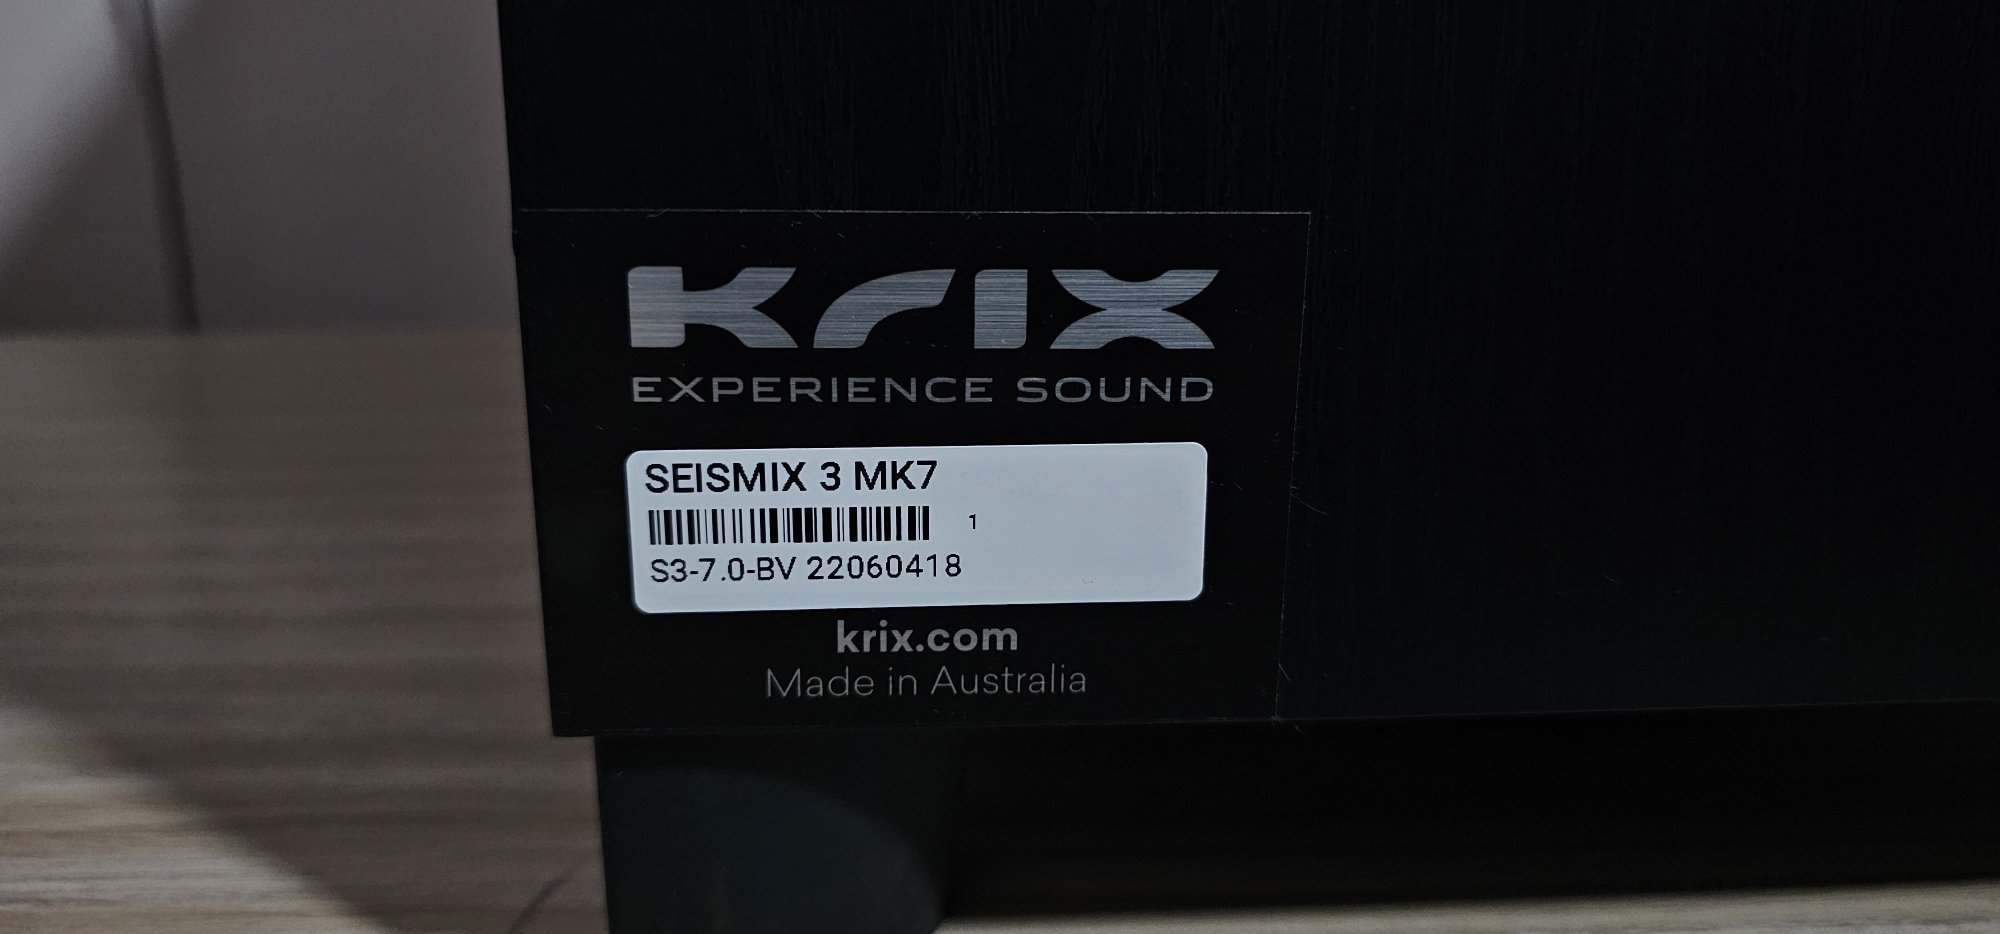 Krix
EXPERIENCE SOUND
SEISMIX 3 MK7
1
S3-7.0-BV 22060418
krix.com
Made in Australia